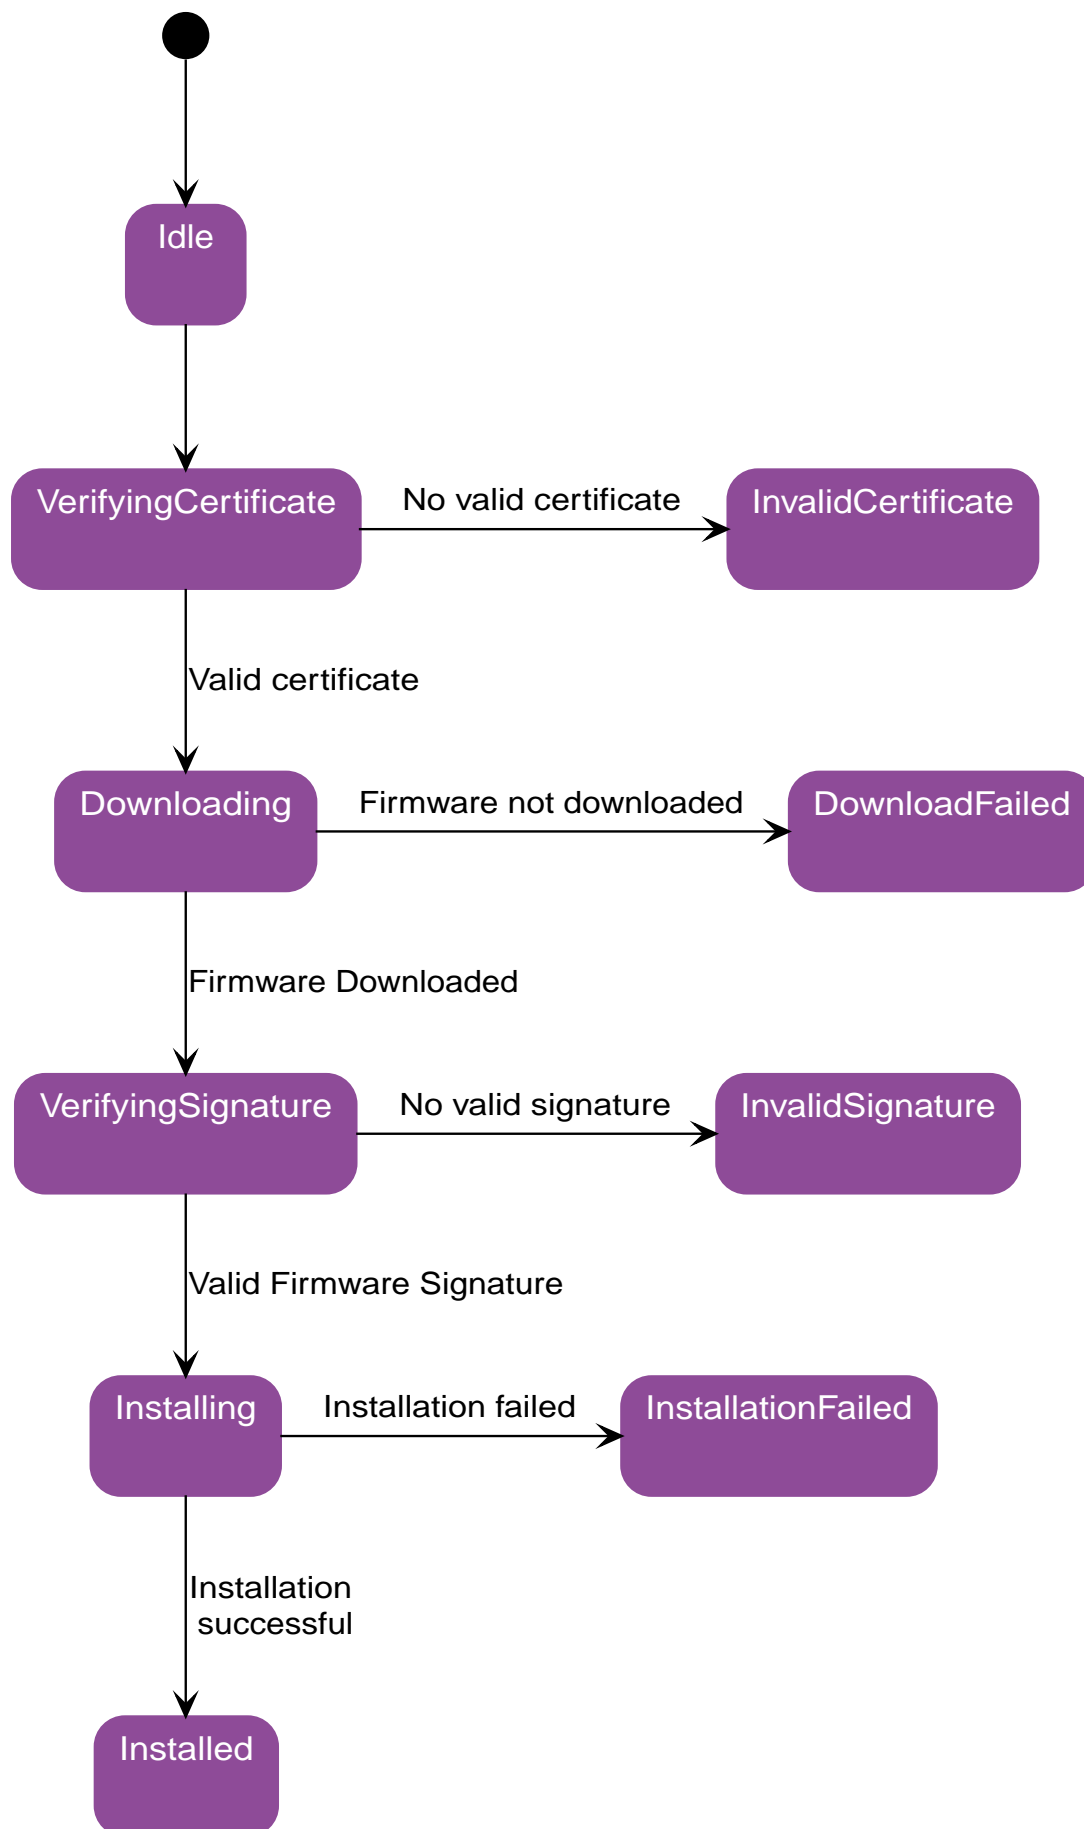 Idle
VerifyingCertificate
No valid certificate
InvalidCertificate
Valid certificate
Downloading
Firmware not downloaded
DownloadFailed
Firmware Downloaded
VerifyingSignature
No valid signature
InvalidSignature
Valid Firmware Signature
Installing
Installation failed
InstallationFailed
Installation
successful
Installed